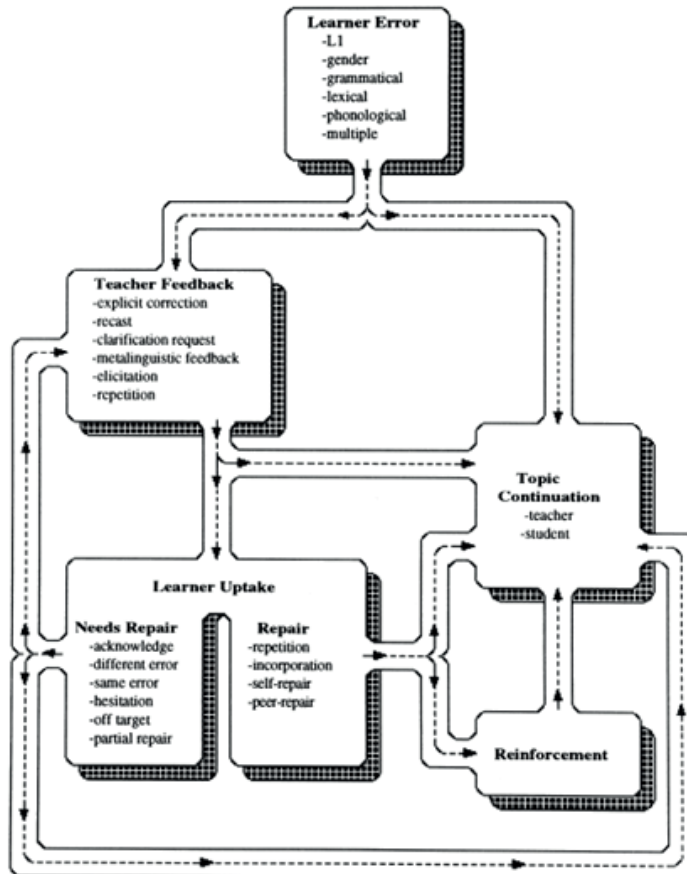 Learner Error
-L1
-gender
-grammatical
-lexical
-phonological
-multiple
Teacher Feedback
-explicit correction
-recast
-clarification request
-metalinguistic feedback
-elicitation
-repetition
Topic
Continuation
-teacher
-student
Learner Uptake
Needs Repair
-acknowledge
-different error
-same error
-hesitation
-off target
-partial repair
Repair
-repetition
-incorporation
-self-repair
-peer-repair
Reinforcement